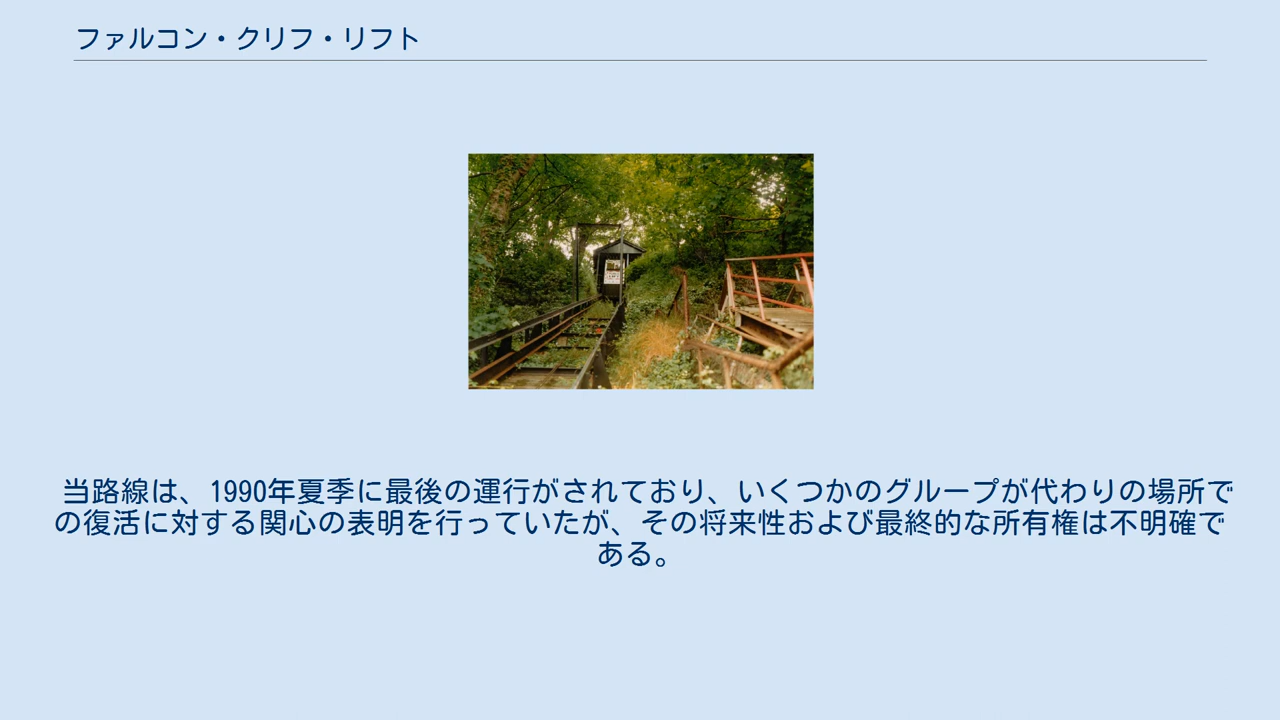 ファルコン・クリフ・リフト
当路線は、1990年夏季に最後の運行がされており、いくつかのグループが代わりの場所で
の復活に対する関心の表明を行っていたが、その将来性および最終的な所有権は不明確で
ある。